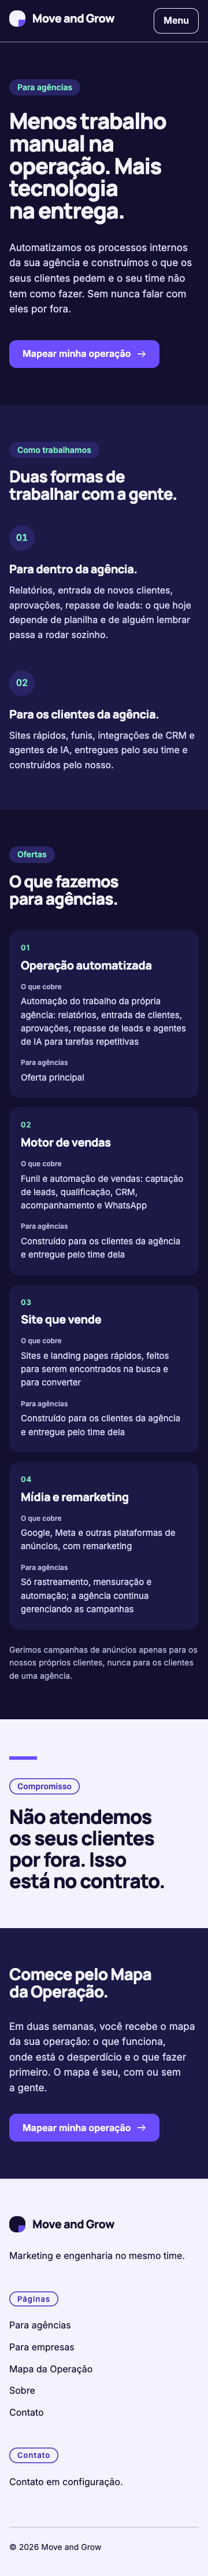 Move and Grow
Menu
Para agências
Menos trabalho
manual na
operação. Mais
tecnologia
na entrega.
Automatizamos os processos internos
da sua agência e construímos o que os
seus clientes pedem e o seu time não
tem como fazer. Sem nunca falar com
eles por fora.
Mapear minha operação →
Como trabalhamos
Duas formas de
trabalhar com a gente.
01
Para dentro da agência.
Relatórios, entrada de novos clientes,
aprovações, repasse de leads: o que hoje
depende de planilha e de alguém lembrar
passa a rodar sozinho.
02
Para os clientes da agência.
Sites rápidos, funis, integrações de CRM e
agentes de IA, entregues pelo seu time e
construídos pelo nosso.
Ofertas
O que fazemos
para agências.
01
Operação automatizada
O que cobre
Automação do trabalho da própria
agência: relatórios, entrada de clientes,
aprovações, repasse de leads e agentes
de IA para tarefas repetitivas
Para agências
Oferta principal
02
Motor de vendas
O que cobre
Funil e automação de vendas: captação
de leads, qualificação, CRM,
acompanhamento e WhatsApp
Para agências
Construído para os clientes da agência
e entregue pelo time dela
03
Site que vende
O que cobre
Sites e landing pages rápidos, feitos
para serem encontrados na busca e
para converter
Para agências
Construído para os clientes da agência
e entregue pelo time dela
04
Mídia e remarketing
O que cobre
Google, Meta e outras plataformas de
anúncios, com remarketing
Para agências
Só rastreamento, mensuração e
automação; a agência continua
gerenciando as campanhas
Gerimos campanhas de anúncios apenas para os
nossos próprios clientes, nunca para os clientes
de uma agência.
Compromisso
Não atendemos
os seus clientes
por fora. Isso
está no contrato.
Comece pelo Mapa
da Operação.
Em duas semanas, você recebe o mapa
da sua operação: o que funciona,
onde está o desperdício e o que fazer
primeiro. O mapa é seu, com ou sem
a gente.
Mapear minha operação →
Move and Grow
Marketing e engenharia no mesmo time.
Páginas
Para agências
Para empresas
Mapa da Operação
Sobre
Contato
Contato
Contato em configuração.
© 2026 Move and Grow